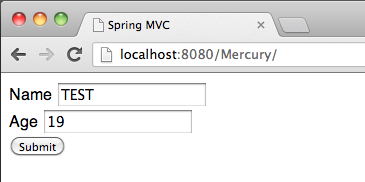 Spring MVC
localhost:8080/Mercury/
Name TEST
Age 19
Submit